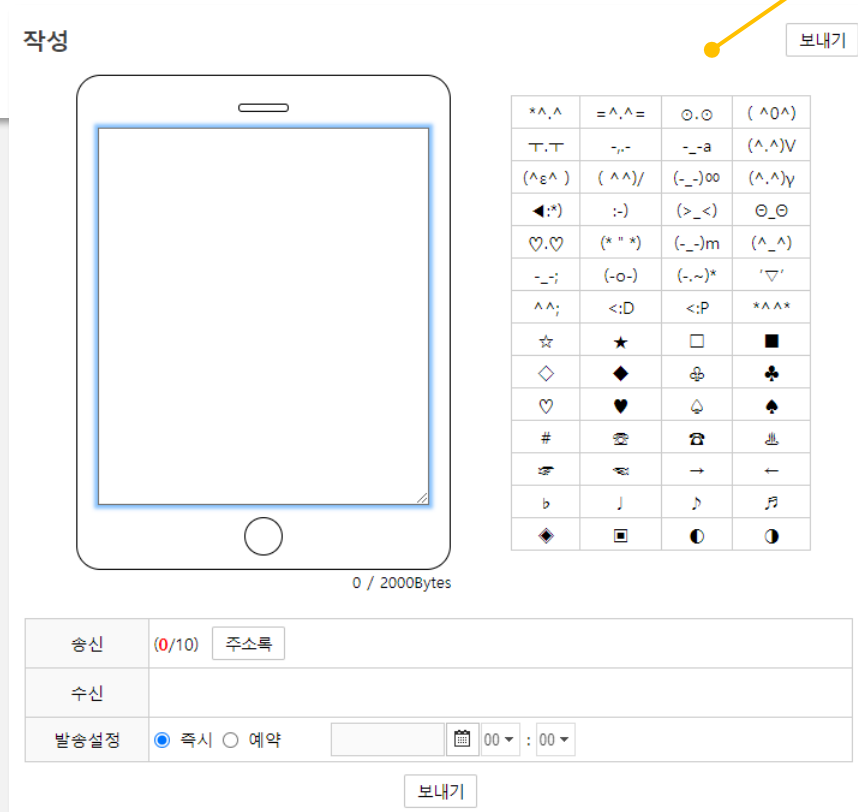 작성
보내기
*^.^ =^.^= ⊙.⊙ ( ^0^)
ㅜ.ㅜ -,.- -_-a (^.^)V
(^ε^ ) ( ^^)/ (-_-)oo (^.^)γ
◀:*) :-) (>_<) Θ_Θ
♡.♡ (* " *) (-_-)m (^_^)
-_-; (-o-) (-.~)* ′▽′
^^; <:D <:P *^^*
☆ ★ □ ■
◇ ◆ ♧ ♣
♡ ♥ ♤ ♠
# ☏ ☎ ♨
☞ ☜ → ←
♭ ♩ ♪ ♬
◈ ▣ ◐ ◑
0 / 2000Bytes
송신 (0/10) 주소록
수신
발송설정 즉시 예약 00 : 00
보내기